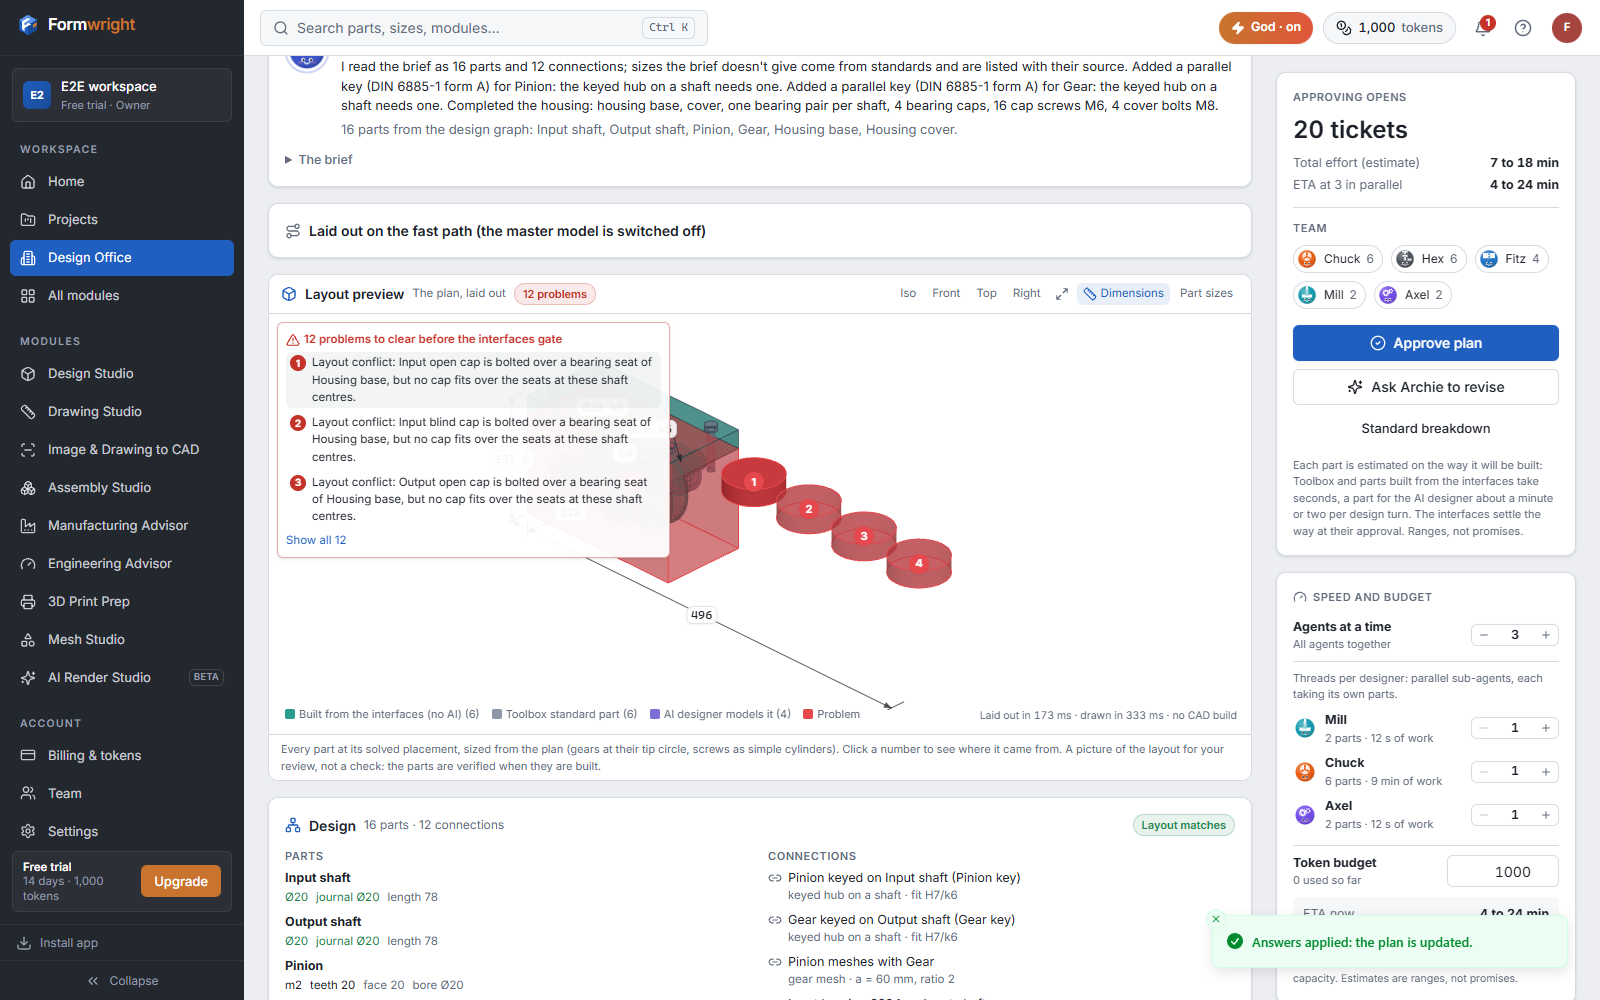 Formwright
Search parts, sizes, modules...
Ctrl K
God · on
1,000 tokens
1
F
E2
E2E workspace
Free trial · Owner
WORKSPACE
Home
Projects
Design Office
All modules
MODULES
Design Studio
Drawing Studio
Image & Drawing to CAD
Assembly Studio
Manufacturing Advisor
Engineering Advisor
3D Print Prep
Mesh Studio
AI Render Studio
BETA
ACCOUNT
Billing & tokens
Team
Settings
Free trial
14 days · 1,000
tokens
Upgrade
Install app
Collapse
I read the brief as 16 parts and 12 connections; sizes the brief doesn't give come from standards and are listed with their source. Added a parallel
key (DIN 6885-1 form A) for Pinion: the keyed hub on a shaft needs one. Added a parallel key (DIN 6885-1 form A) for Gear: the keyed hub on a
shaft needs one. Completed the housing: housing base, cover, one bearing pair per shaft, 4 bearing caps, 16 cap screws M6, 4 cover bolts M8.
16 parts from the design graph: Input shaft, Output shaft, Pinion, Gear, Housing base, Housing cover.
The brief
Laid out on the fast path (the master model is switched off)
Layout preview
The plan, laid out
12 problems
Iso
Front
Top
Right
Dimensions
Part sizes
12 problems to clear before the interfaces gate
1
Layout conflict: Input open cap is bolted over a bearing seat of
Housing base, but no cap fits over the seats at these shaft
centres.
2
Layout conflict: Input blind cap is bolted over a bearing seat of
Housing base, but no cap fits over the seats at these shaft
centres.
3
Layout conflict: Output open cap is bolted over a bearing seat
of Housing base, but no cap fits over the seats at these shaft
centres.
Show all 12
1
2
3
4
496
Built from the interfaces (no AI) (6)
Toolbox standard part (6)
AI designer models it (4)
Problem
Laid out in 173 ms · drawn in 333 ms · no CAD build
Every part at its solved placement, sized from the plan (gears at their tip circle, screws as simple cylinders). Click a number to see where it came from. A picture of the layout for your
review, not a check: the parts are verified when they are built.
Design
16 parts · 12 connections
Layout matches
PARTS
Input shaft
Ø20 journal Ø20 length 78
Output shaft
Ø20 journal Ø20 length 78
Pinion
m2 teeth 20 face 20 bore Ø20
CONNECTIONS
Pinion keyed on Input shaft (Pinion key)
keyed hub on a shaft · fit H7/k6
Gear keyed on Output shaft (Gear key)
keyed hub on a shaft · fit H7/k6
Pinion meshes with Gear
gear mesh · a = 60 mm, ratio 2
APPROVING OPENS
20 tickets
Total effort (estimate) 7 to 18 min
ETA at 3 in parallel 4 to 24 min
TEAM
Chuck 6
Hex 6
Fitz 4
Mill 2
Axel 2
Approve plan
Ask Archie to revise
Standard breakdown
Each part is estimated on the way it will be built:
Toolbox and parts built from the interfaces take
seconds, a part for the AI designer about a minute
or two per design turn. The interfaces settle the
way at their approval. Ranges, not promises.
SPEED AND BUDGET
Agents at a time
All agents together
− 3 +
Threads per designer: parallel sub-agents, each
taking its own parts.
Mill
2 parts · 12 s of work
− 1 +
Chuck
6 parts · 9 min of work
− 1 +
Axel
2 parts · 12 s of work
− 1 +
Token budget
0 used so far
1000
ETA now 4 to 24 min
Answers applied: the plan is updated.
capacity. Estimates are ranges, not promises.